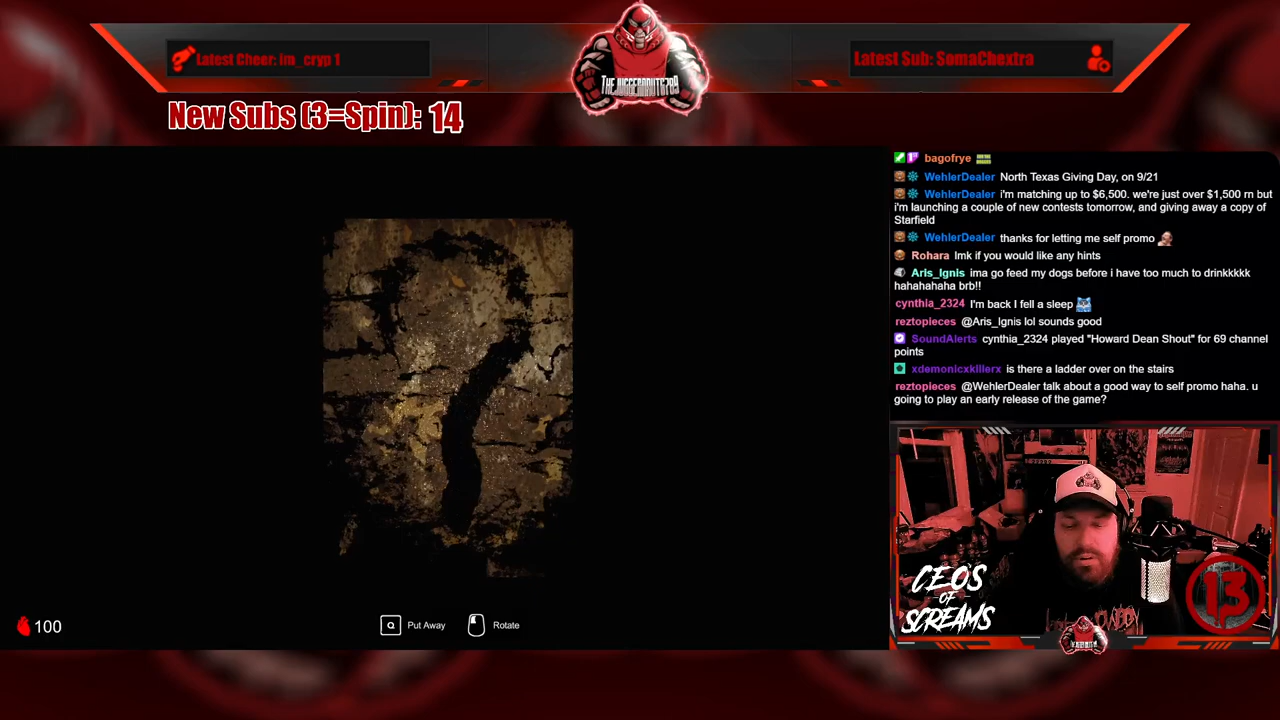 Latest Cheer: im_cryp 1
THEJUGGERNAUT6789
Latest Sub: SomaChextra
New Subs (3=Spin): 14
bagofrye
WehlerDealer North Texas Giving Day, on 9/21
WehlerDealer i'm matching up to $6,500. we're just over $1,500 rn but
i'm launching a couple of new contests tomorrow, and giving away a copy of
Starfield
WehlerDealer thanks for letting me self promo
Rohara lmk if you would like any hints
Aris_Ignis ima go feed my dogs before i have too much to drinkkkkk
hahahahaha brb!!
cynthia_2324 I'm back I fell a sleep
reztopieces @Aris_Ignis lol sounds good
SoundAlerts cynthia_2324 played "Howard Dean Shout" for 69 channel
points
xdemonicxkillerx is there a ladder over on the stairs
reztopieces @WehlerDealer talk about a good way to self promo haha. u
going to play an early release of the game?
CEOS
OF
SCREAMS
13
100
Q Put Away
Rotate